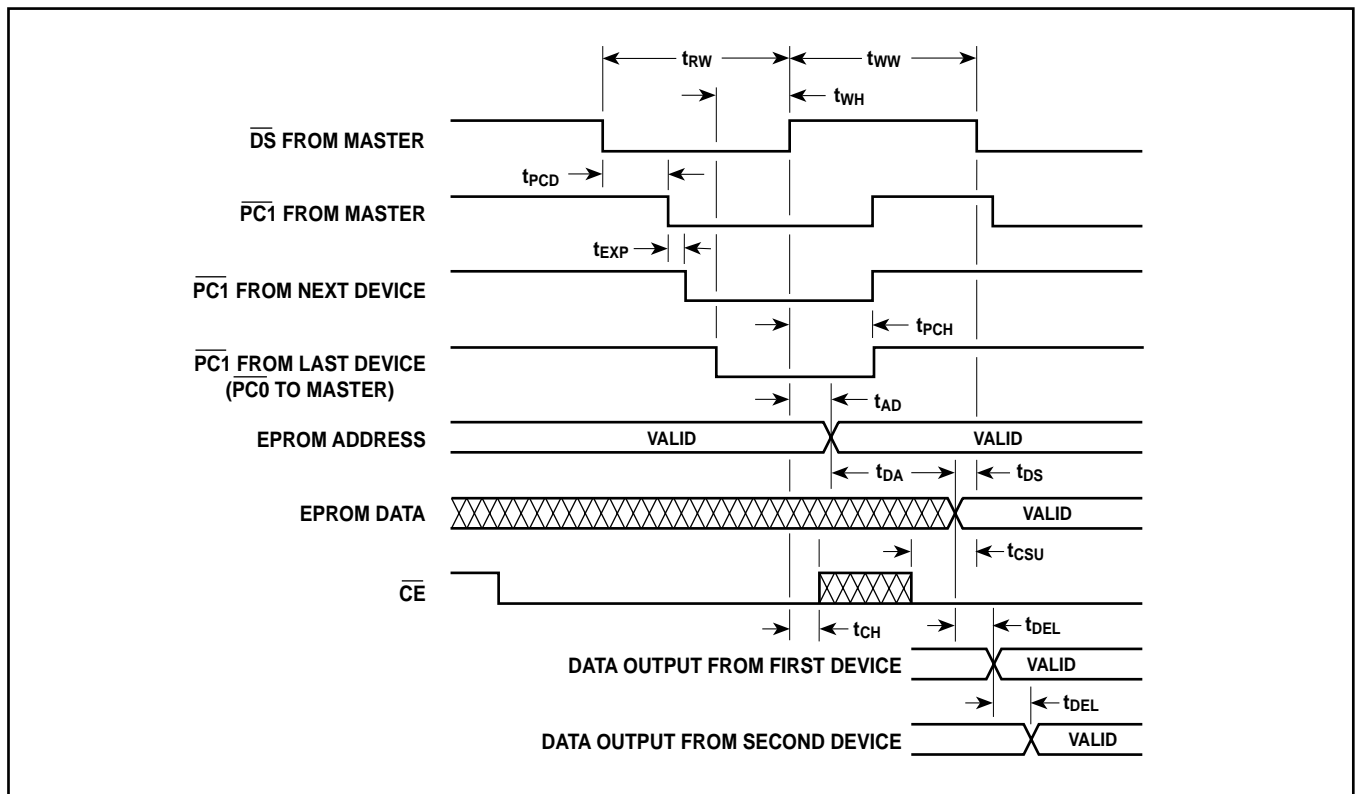 tRW
tWW
tWH
DS FROM MASTER
tPCD
PC1 FROM MASTER
tEXP
PC1 FROM NEXT DEVICE
tPCH
PC1 FROM LAST DEVICE
(PC0 TO MASTER)
tAD
EPROM ADDRESS
VALID
VALID
tDA
tDS
EPROM DATA
VALID
tCSU
CE
tCH
tDEL
DATA OUTPUT FROM FIRST DEVICE
VALID
tDEL
DATA OUTPUT FROM SECOND DEVICE
VALID